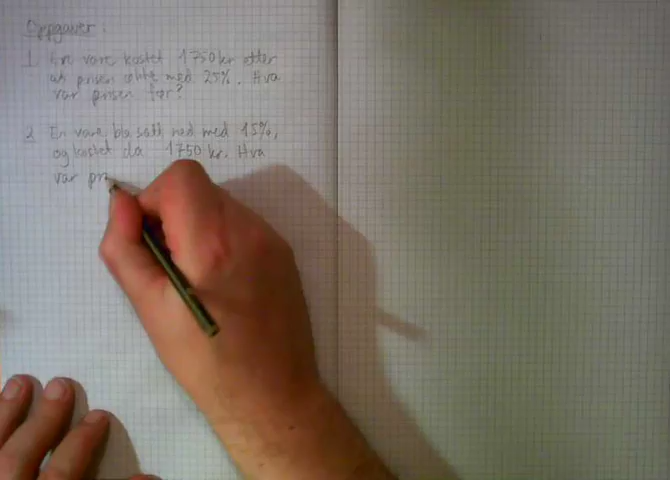 Oppgaver:
1 En vare kostet 1750 kr etter
at prisen økte med 25%. Hva
var prisen før?
2 En vare ble satt ned med 15%,
og kostet da 1750 kr. Hva
var pri